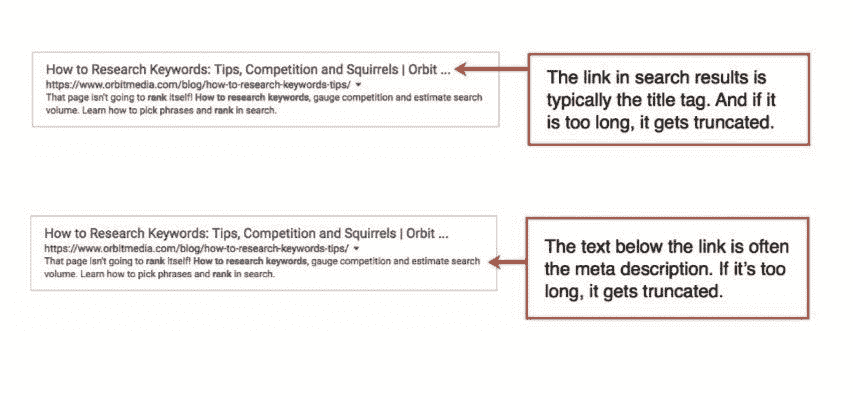 How to Research Keywords: Tips, Competition and Squirrels | Orbit ...
https://www.orbitmedia.com/blog/how-to-research-keywords-tips/
That page isn't going to rank itself! How to research keywords, gauge competition and estimate search
volume. Learn how to pick phrases and rank in search.
The link in search results is
typically the title tag. And if it
is too long, it gets truncated.
How to Research Keywords: Tips, Competition and Squirrels | Orbit ...
https://www.orbitmedia.com/blog/how-to-research-keywords-tips/
That page isn't going to rank itself! How to research keywords, gauge competition and estimate search
volume. Learn how to pick phrases and rank in search.
The text below the link is often
the meta description. If it's too
long, it gets truncated.